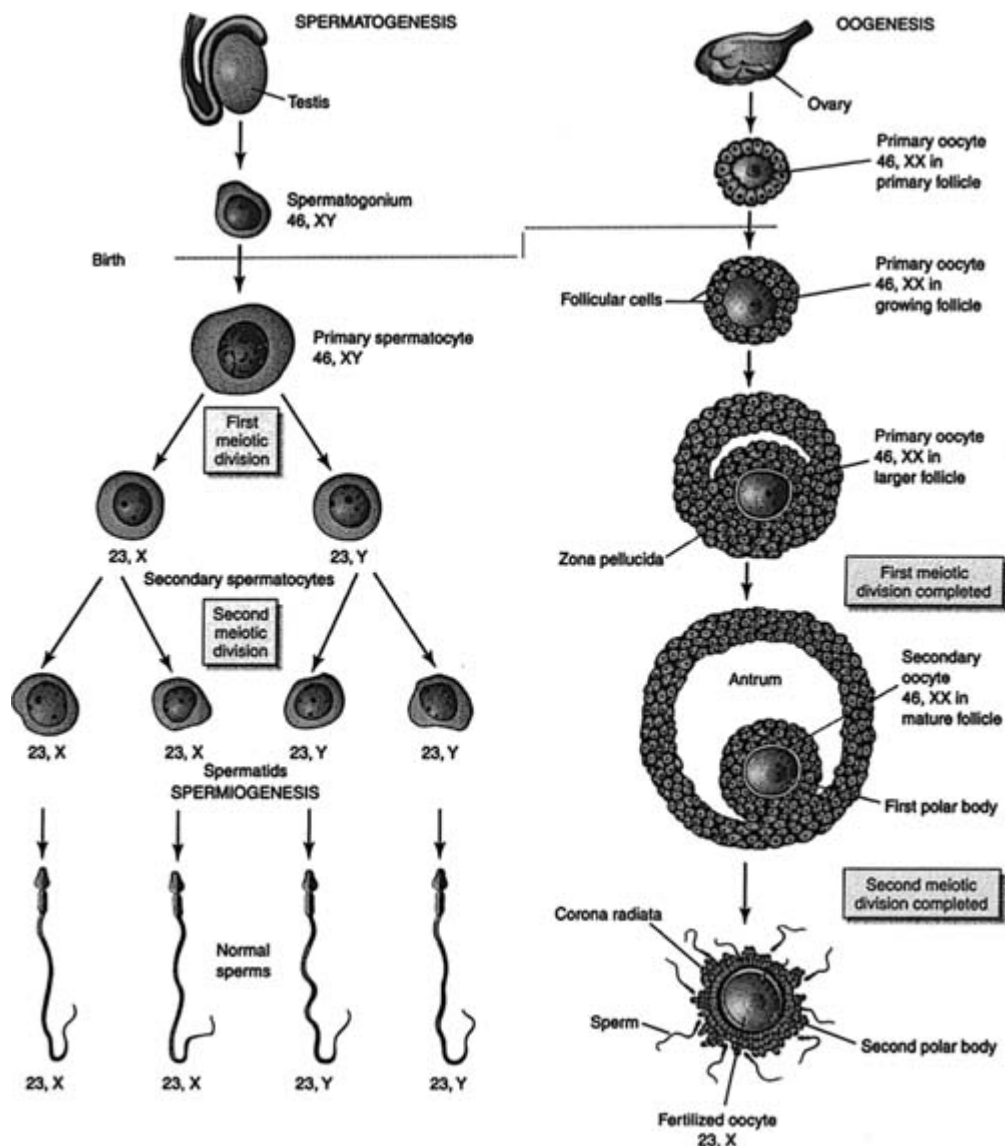 SPERMATOGENESIS
Testis
Spermatogonium
46, XY
Birth
Primary spermatocyte
46, XY
First
meiotic
division
23, X
23, Y
Secondary spermatocytes
Second
meiotic
division
23, X
23, X
23, Y
23, Y
Spermatids
SPERMIOGENESIS
Normal
sperms
23, X
23, X
23, Y
23, Y
OOGENESIS
Ovary
Primary oocyte
46, XX in
primary follicle
Follicular cells
Primary oocyte
46, XX in
growing follicle
Primary oocyte
46, XX in
larger follicle
Zona pellucida
First meiotic
division completed
Antrum
Secondary
oocyte
46, XX in
mature follicle
First polar body
Second meiotic
division completed
Corona radiata
Sperm
Second polar body
Fertilized oocyte
23, X